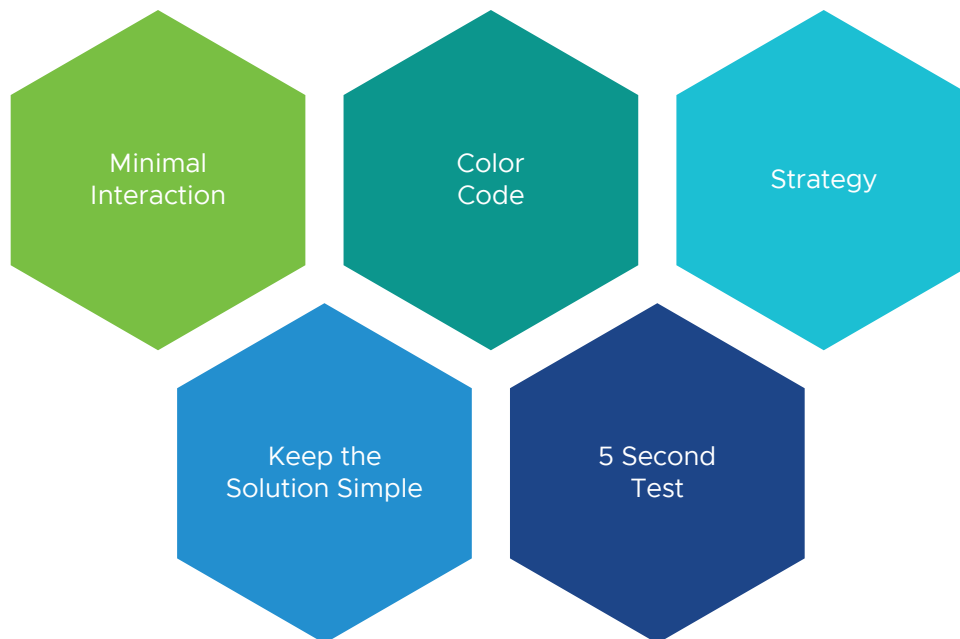 Minimal
Interaction
Color
Code
Strategy
Keep the
Solution Simple
5 Second
Test